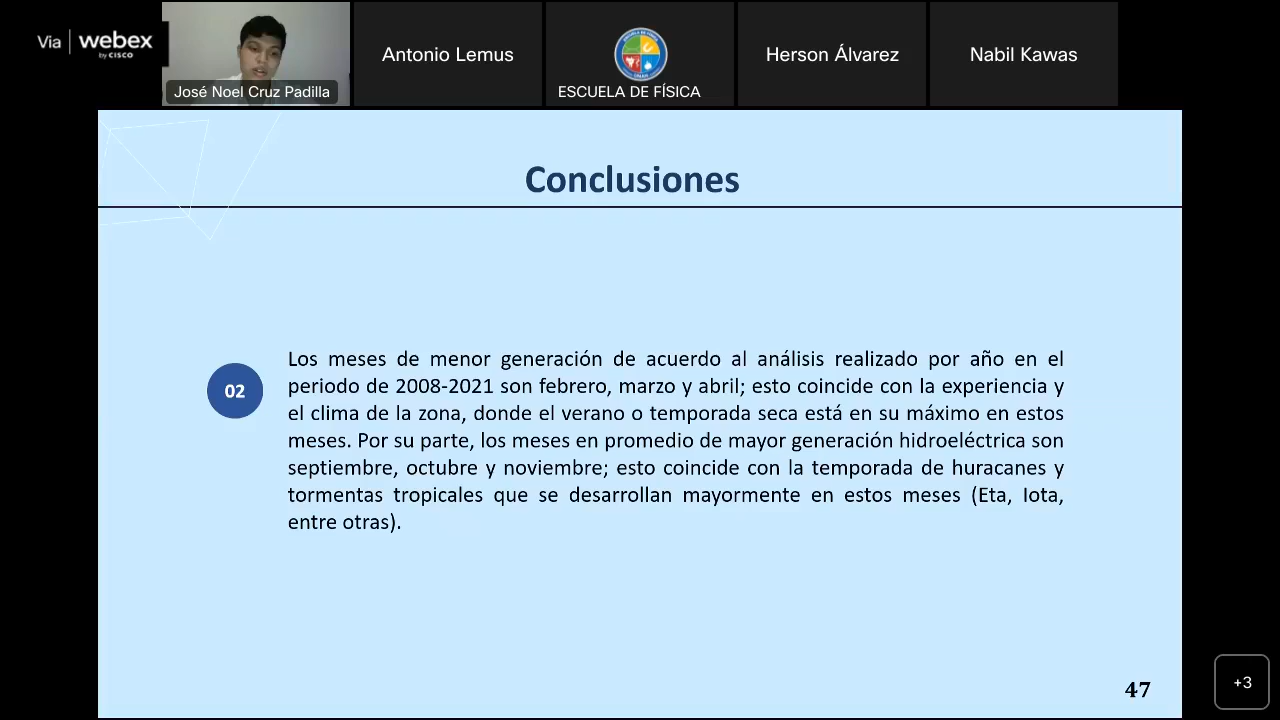 Via | webex
by CISCO
José Noel Cruz Padilla
Antonio Lemus
ESCUELA DE FÍSICA
Herson Álvarez
Nabil Kawas
Conclusiones
02
Los meses de menor generación de acuerdo al análisis realizado por año en el
periodo de 2008-2021 son febrero, marzo y abril; esto coincide con la experiencia y
el clima de la zona, donde el verano o temporada seca está en su máximo en estos
meses. Por su parte, los meses en promedio de mayor generación hidroeléctrica son
septiembre, octubre y noviembre; esto coincide con la temporada de huracanes y
tormentas tropicales que se desarrollan mayormente en estos meses (Eta, Iota,
entre otras).
47
+3